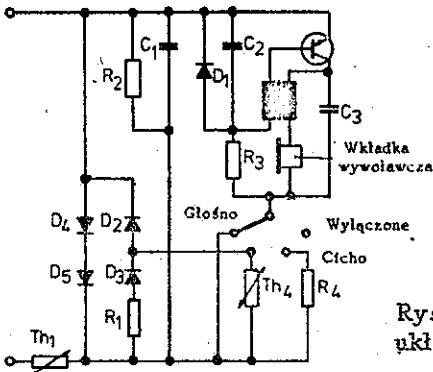 R2
C1
D1
C2
C3
R3
Wkładka
wywoławcza
Głośno
Wyłączone
Cicho
D4
D2
D5
D3
R1
Th4
R4
Th1
Rys
ukł